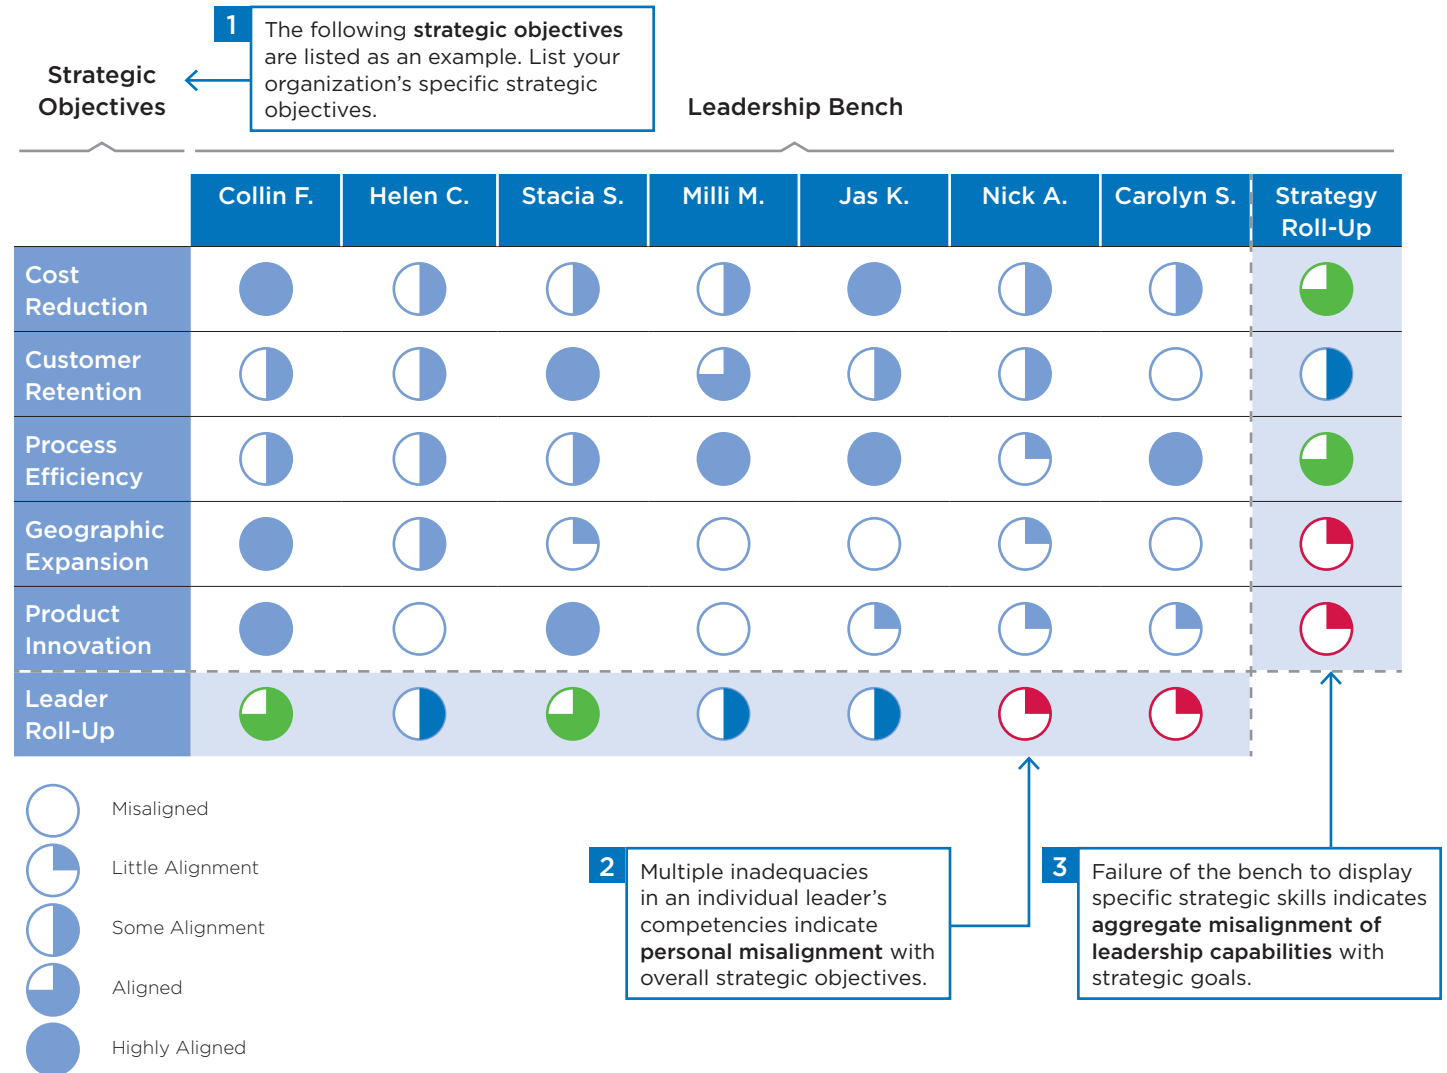 1
The following strategic objectives
are listed as an example. List your
organization’s specific strategic
objectives.
Strategic
Objectives
Leadership Bench
Collin F.
Helen C.
Stacia S.
Milli M.
Jas K.
Nick A.
Carolyn S.
Strategy
Roll-Up
Cost
Reduction
Customer
Retention
Process
Efficiency
Geographic
Expansion
Product
Innovation
Leader
Roll-Up
Misaligned
Little Alignment
Some Alignment
Aligned
Highly Aligned
2
Multiple inadequacies
in an individual leader’s
competencies indicate
personal misalignment with
overall strategic objectives.
3
Failure of the bench to display
specific strategic skills indicates
aggregate misalignment of
leadership capabilities with
strategic goals.